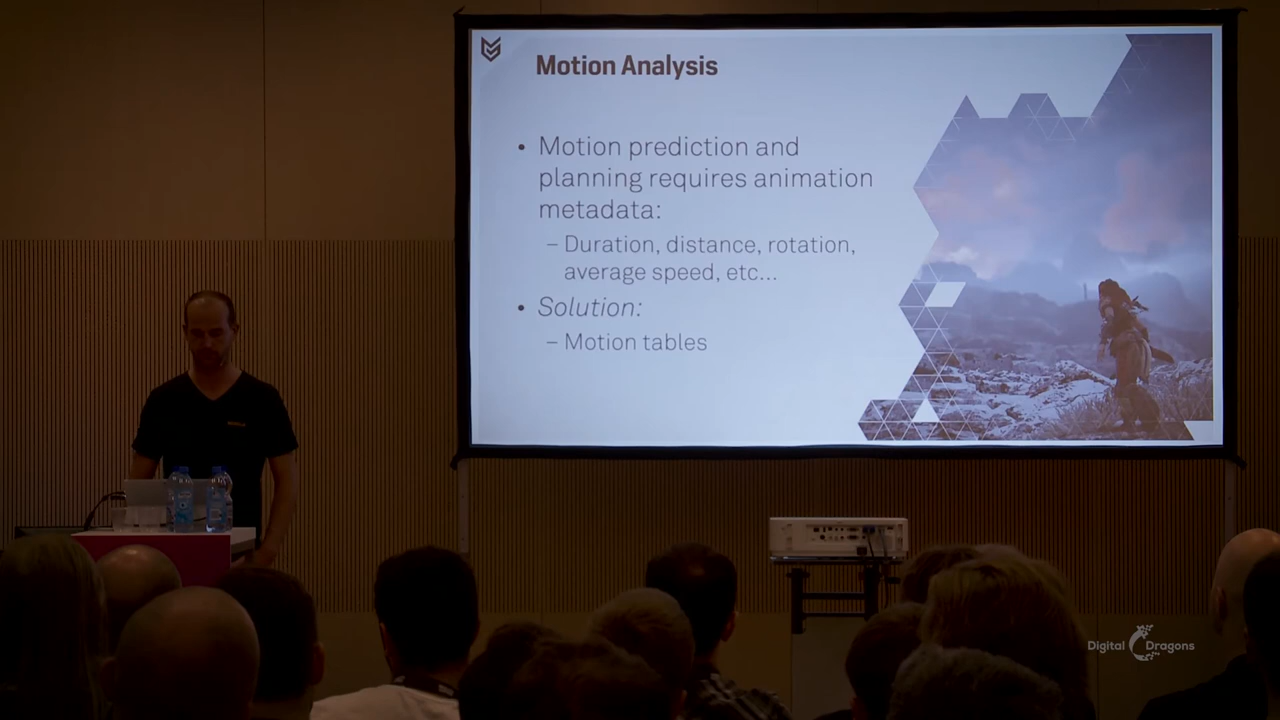 Motion Analysis
• Motion prediction and
planning requires animation
metadata:
– Duration, distance, rotation,
average speed, etc...
• Solution:
– Motion tables
Digital Dragons